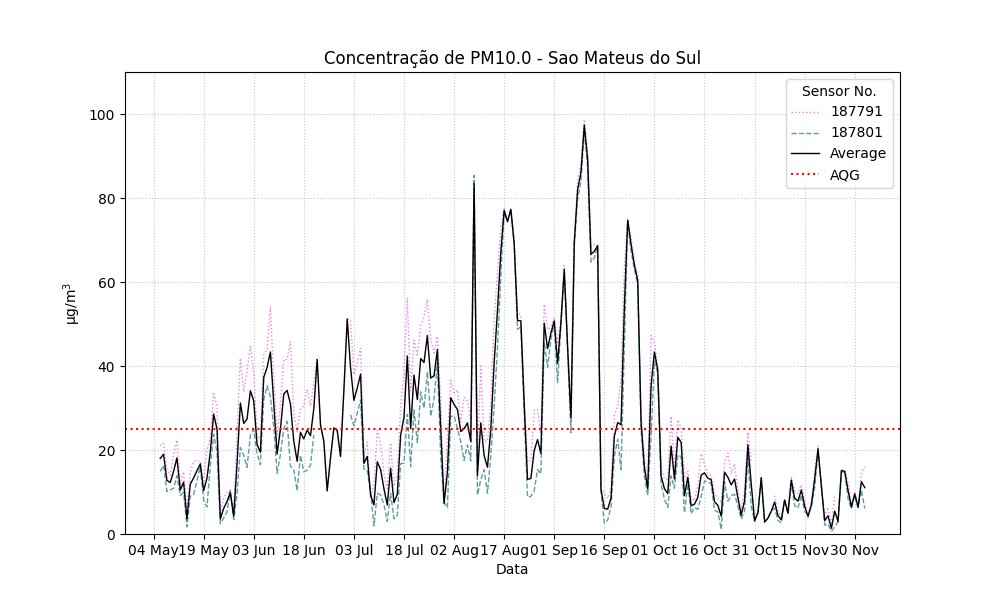 Concentração de PM10.0 - Sao Mateus do Sul
Sensor No.
187791
187801
Average
AQG
100
80
60
40
20
0
µg/m³
04 May 19 May 03 Jun 18 Jun 03 Jul 18 Jul 02 Aug 17 Aug 01 Sep 16 Sep 01 Oct 16 Oct 31 Oct 15 Nov 30 Nov
Data